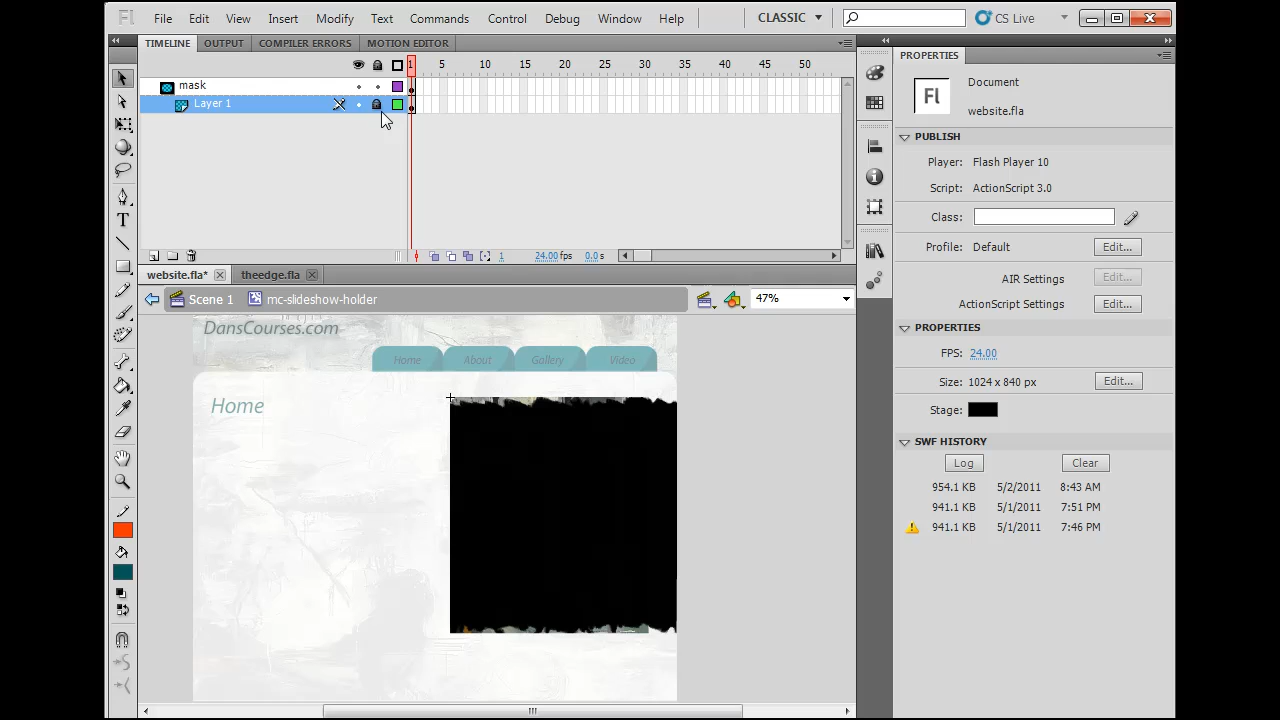 Fl File Edit View Insert Modify Text Commands Control Debug Window Help CLASSIC CS Live
TIMELINE OUTPUT COMPILER ERRORS MOTION EDITOR
1 5 10 15 20 25 30 35 40 45 50
mask
Layer 1
1 24.00 fps 0.0 s
website.fla* theedge.fla
Scene 1 mc-slideshow-holder 47%
DansCourses.com
Home About Gallery Video
Home
PROPERTIES
Fl Document
website.fla
PUBLISH
Player: Flash Player 10
Script: ActionScript 3.0
Class:
Profile: Default Edit...
AIR Settings Edit...
ActionScript Settings Edit...
PROPERTIES
FPS: 24.00
Size: 1024 x 840 px Edit...
Stage:
SWF HISTORY
Log Clear
954.1 KB 5/2/2011 8:43 AM
941.1 KB 5/1/2011 7:51 PM
941.1 KB 5/1/2011 7:46 PM